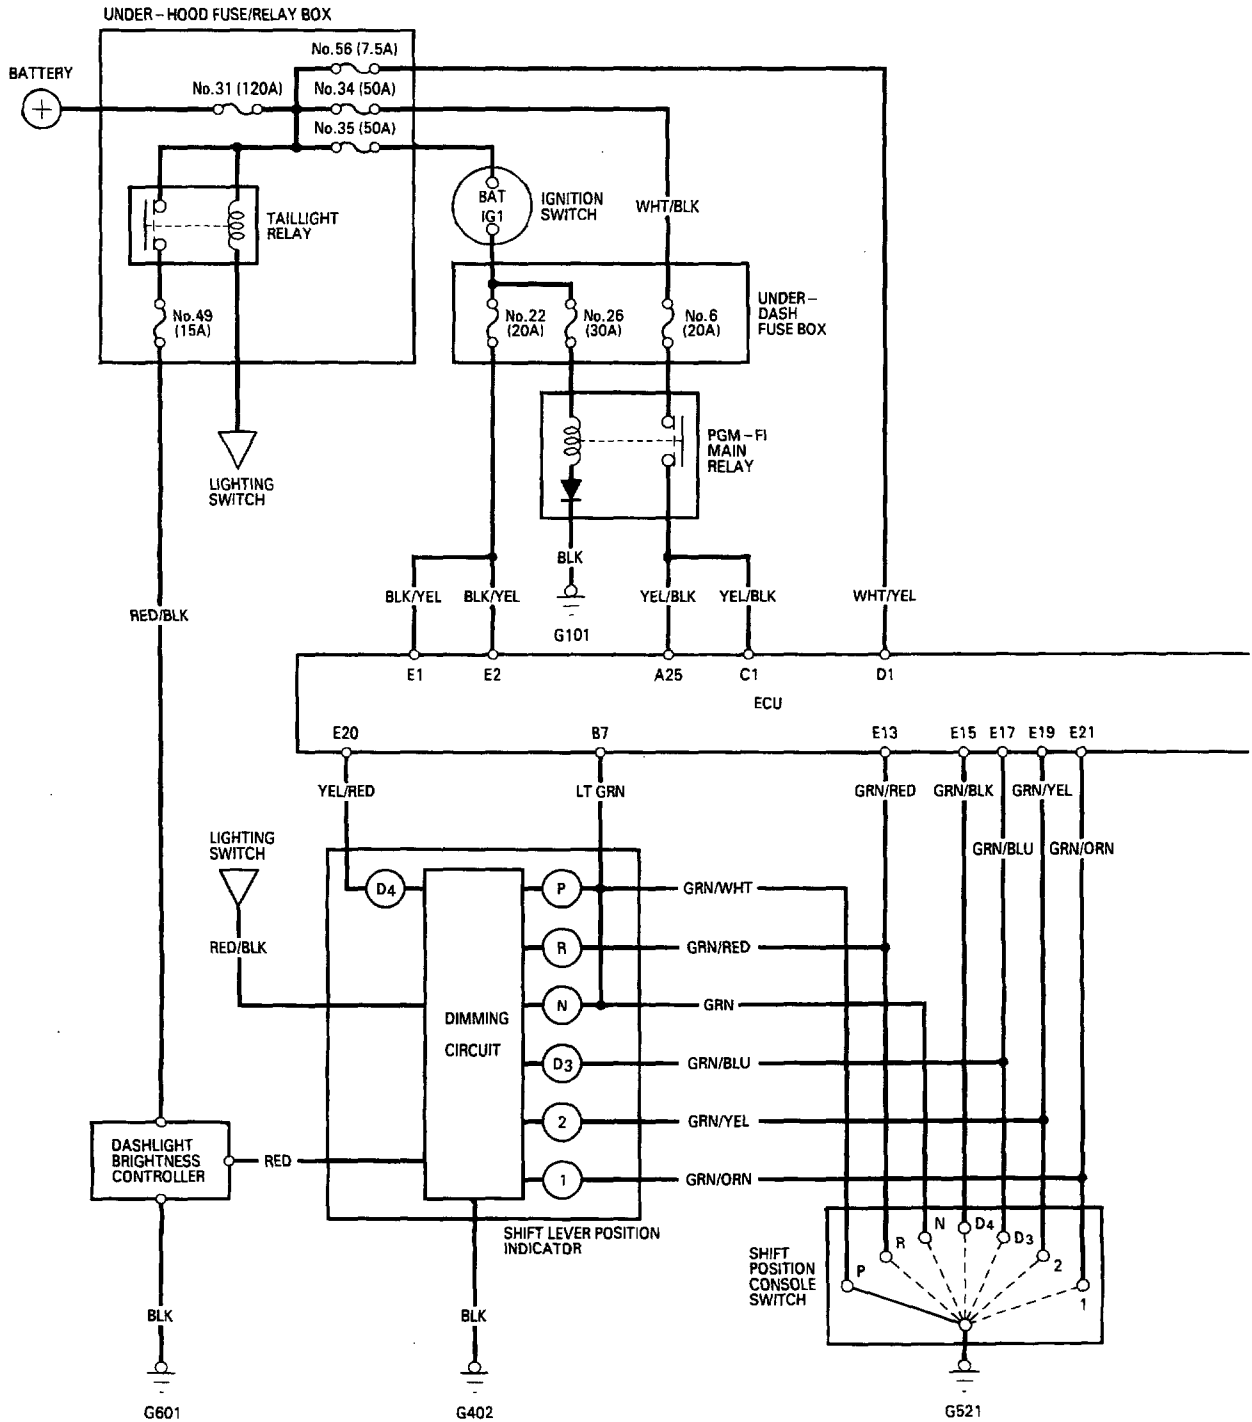 UNDER-HOOD FUSE/RELAY BOX
No.56 (7.5A)
BATTERY
No.31 (120A)
No.34 (50A)
No.35 (50A)
BAT
IG1
IGNITION
SWITCH
WHT/BLK
TAILLIGHT
RELAY
No.49
(15A)
No.22
(20A)
No.26
(30A)
No.6
(20A)
UNDER-
DASH
FUSE BOX
PGM-FI
MAIN
RELAY
LIGHTING
SWITCH
BLK
BLK/YEL
BLK/YEL
YEL/BLK
YEL/BLK
WHT/YEL
RED/BLK
G101
E1
E2
A25
C1
D1
ECU
E20
B7
E13
E15
E17
E19
E21
YEL/RED
LT GRN
GRN/RED
GRN/BLK
GRN/YEL
LIGHTING
SWITCH
GRN/BLU
GRN/ORN
D4
P
GRN/WHT
RED/BLK
R
GRN/RED
N
GRN
DIMMING
CIRCUIT
D3
GRN/BLU
2
GRN/YEL
DASHLIGHT
BRIGHTNESS
CONTROLLER
RED
1
GRN/ORN
SHIFT LEVER POSITION
INDICATOR
SHIFT
POSITION
CONSOLE
SWITCH
P
R
N
D4
D3
2
1
BLK
BLK
G601
G402
G521